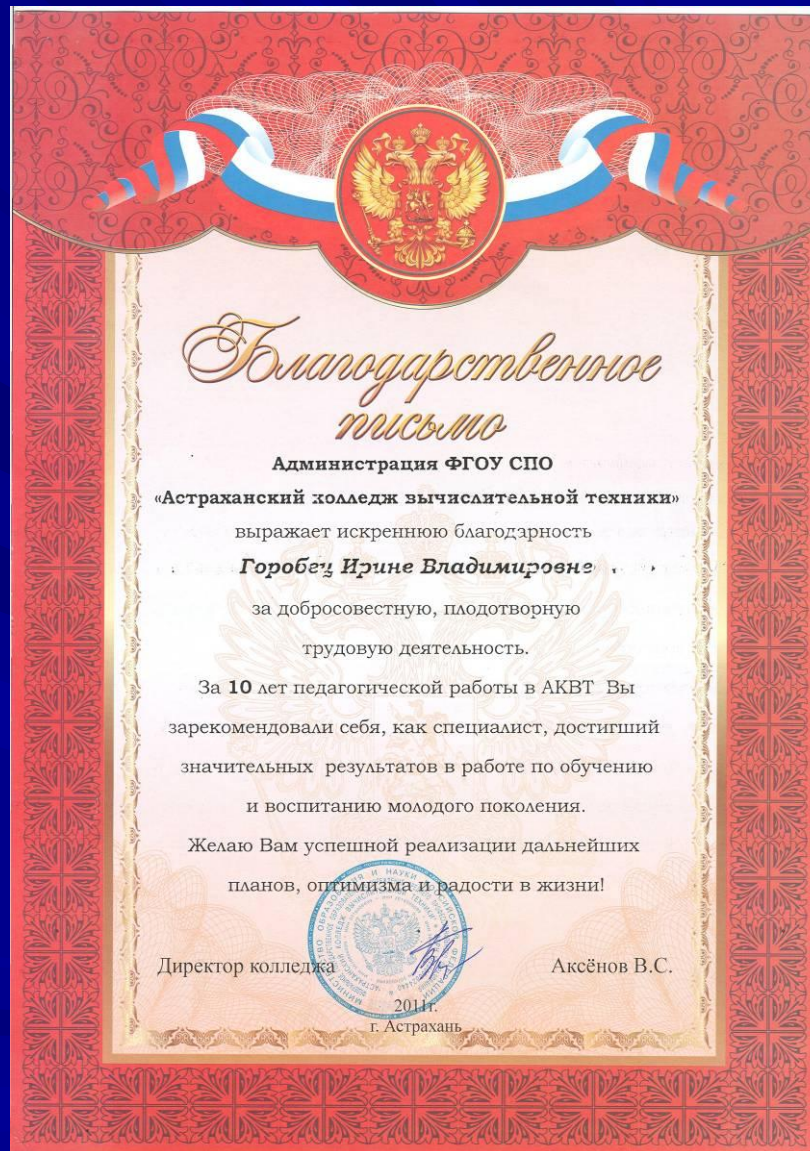 Благодарственное
письмо
Администрация ФГОУ СПО
«Астраханский колледж вычислительной техники»
выражает искреннюю благодарность
Горобец Ирине Владимировне
за добросовестную, плодотворную
трудовую деятельность.
За 10 лет педагогической работы в АКВТ Вы
зарекомендовали себя, как специалист, достигший
значительных результатов в работе по обучению
и воспитанию молодого поколения.
Желаю Вам успешной реализации дальнейших
планов, оптимизма и радости в жизни!
Директор колледжа Аксёнов В.С.
2011г.
г. Астрахань